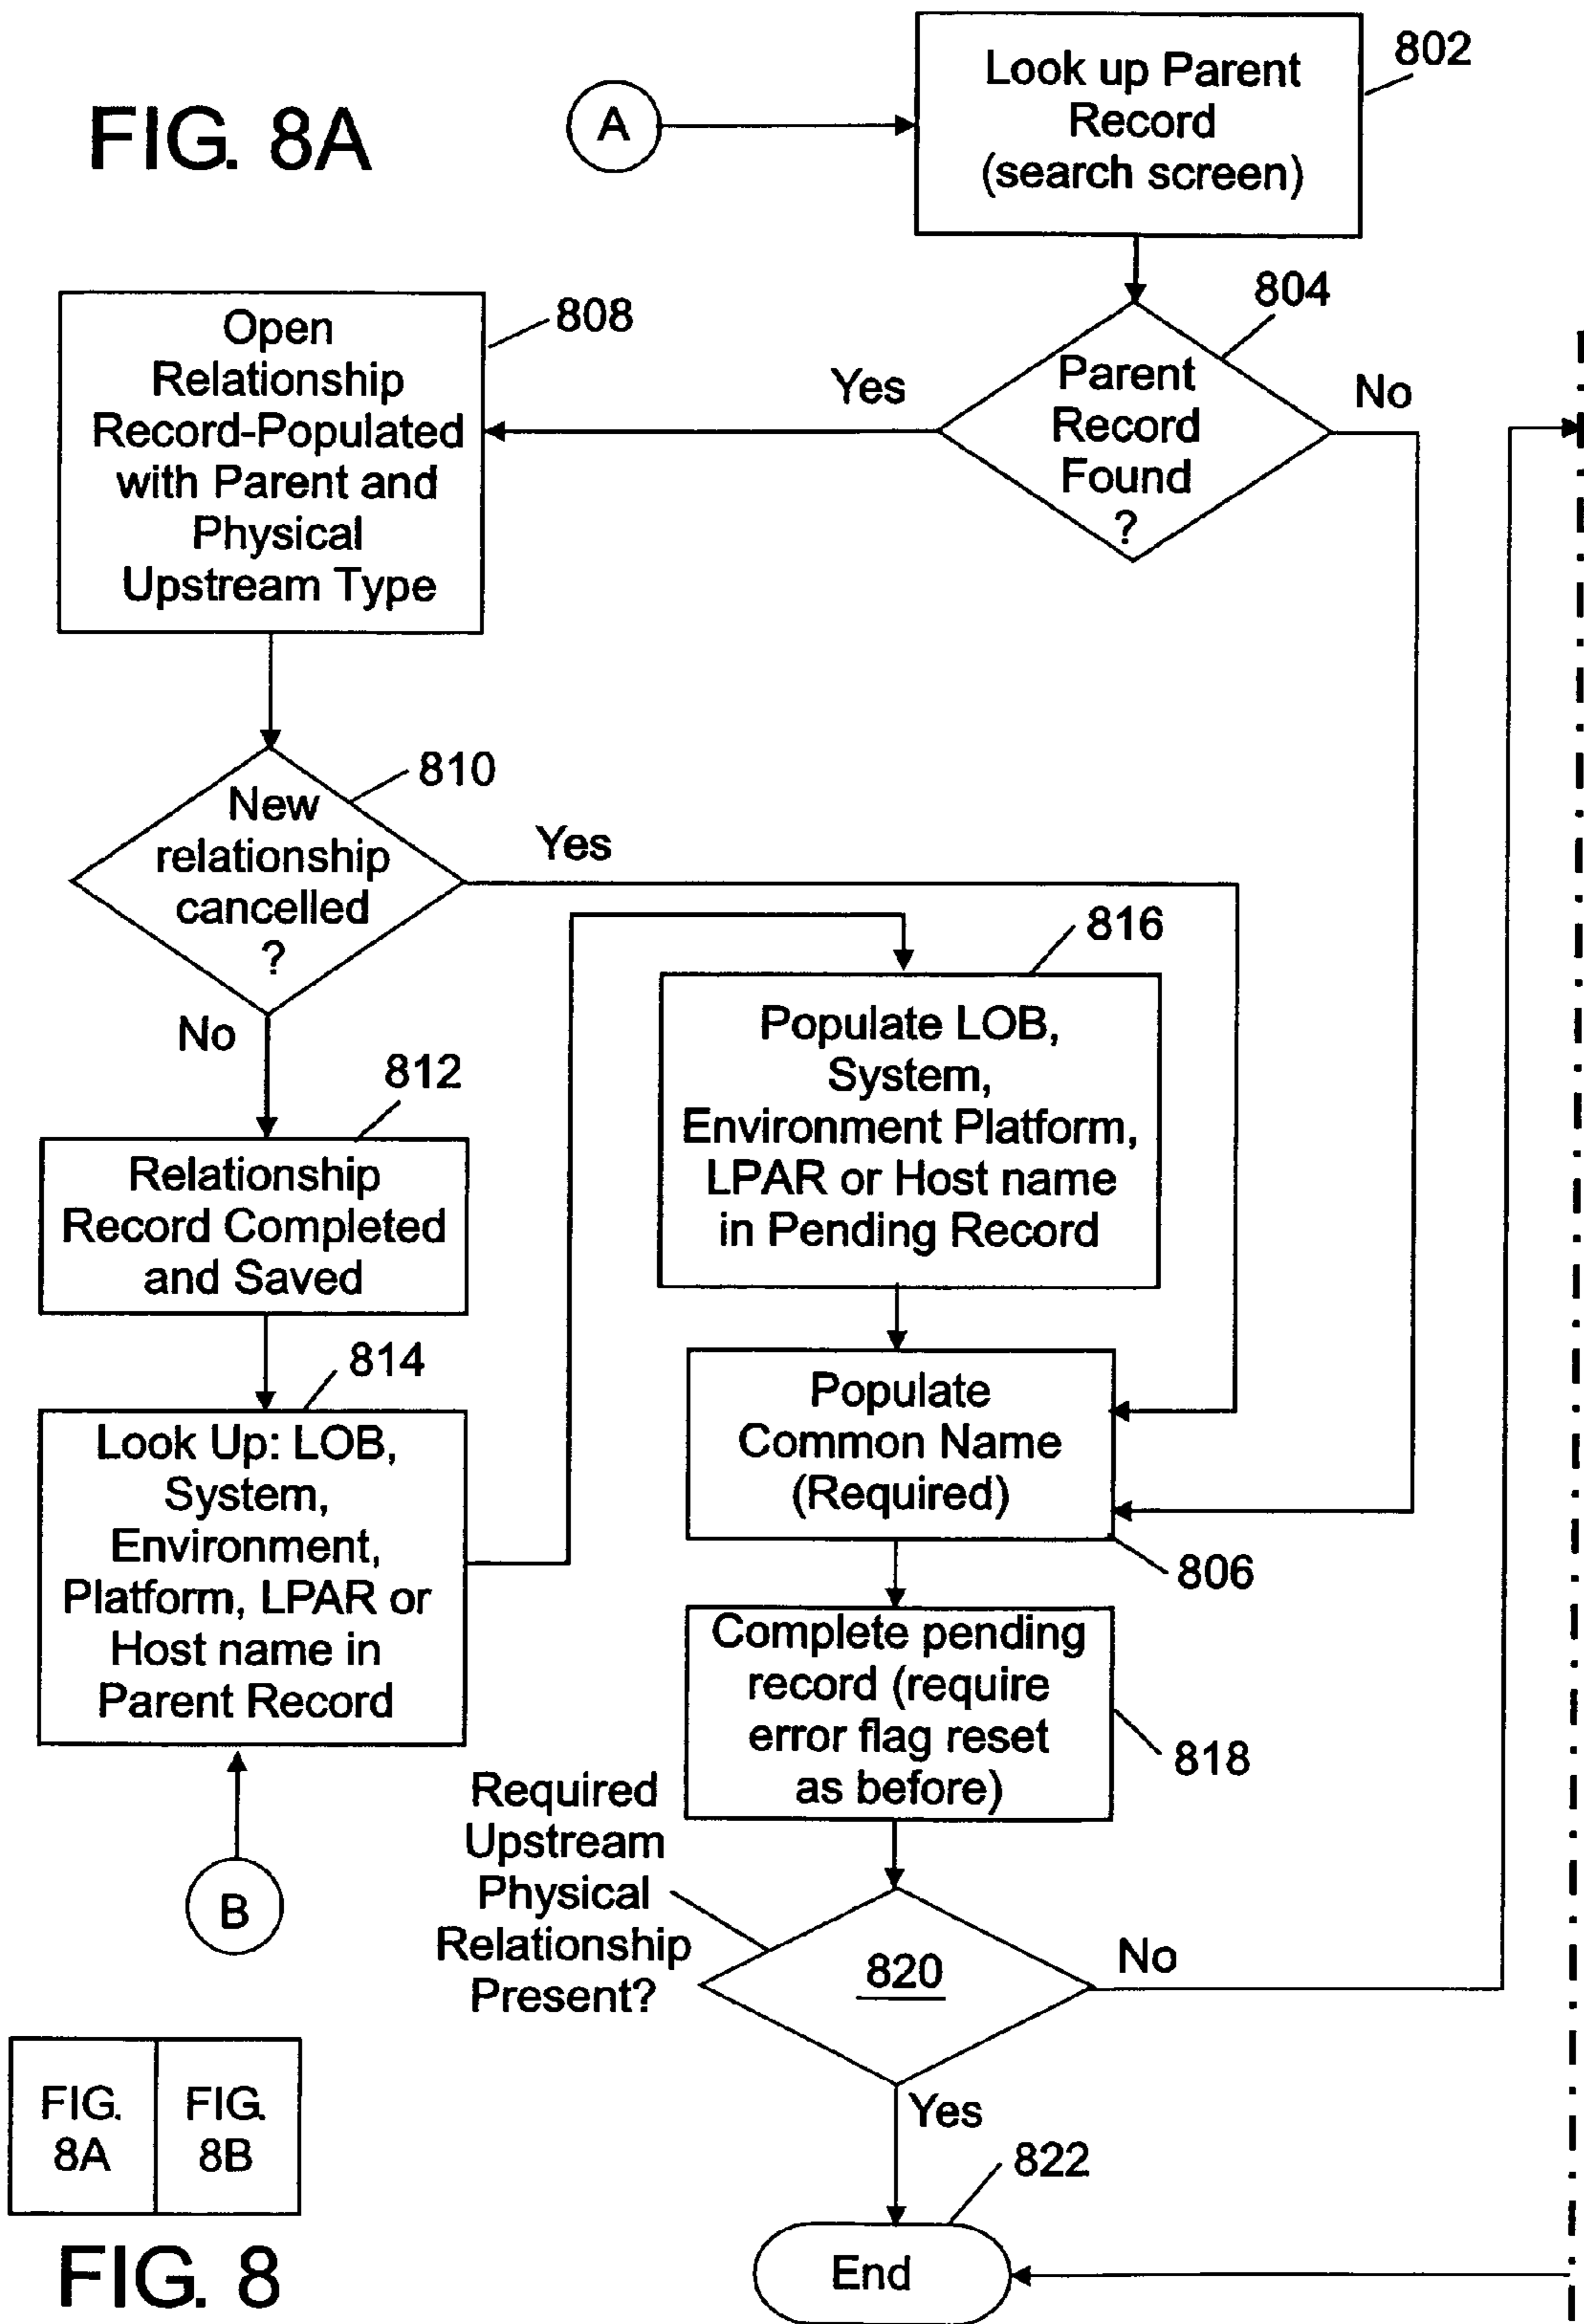 FIG. 8A
A
Look up Parent
Record
(search screen)
802
804
Parent
Record
Found
?
Yes
No
Open
Relationship
Record-Populated
with Parent and
Physical
Upstream Type
808
New
relationship
cancelled
?
810
Yes
No
812
Relationship
Record Completed
and Saved
814
Look Up: LOB,
System,
Environment,
Platform, LPAR or
Host name in
Parent Record
B
816
Populate LOB,
System,
Environment Platform,
LPAR or Host name
in Pending Record
Populate
Common Name
(Required)
806
Complete pending
record (require
error flag reset
as before)
818
Required
Upstream
Physical
Relationship
Present?
820
No
Yes
822
End
FIG.
8A
FIG.
8B
FIG. 8